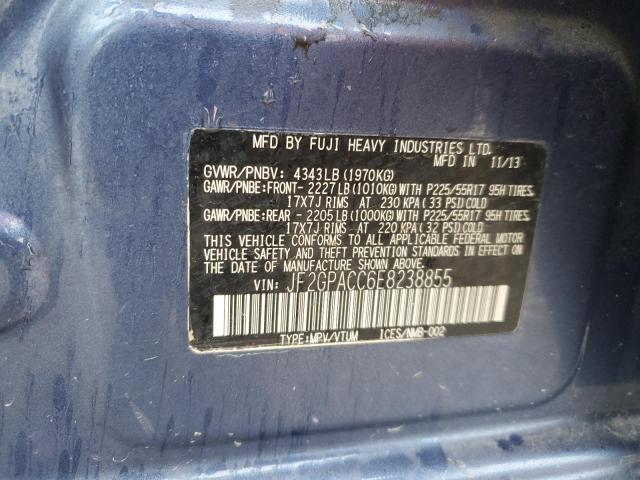 MFD BY FUJI HEAVY INDUSTRIES LTD.
MFD IN 11/13
GVWR/PNBV: 4343LB(1970KG)
GAWR/PNBE:FRONT-2227LB(1010KG)WITH P225/55R17 95H TIRES,
17X7J RIMS AT 230 KPA(33 PSI)COLD
GAWR/PNBE:REAR -2205LB(1000KG)WITH P225/55R17 95H TIRES,
17X7J RIMS AT 220 KPA(32 PSI)COLD
THIS VEHICLE CONFORMS TO ALL APPLICABLE FEDERAL MOTOR
VEHICLE SAFETY AND THEFT PREVENTION STANDARDS IN EFFECT ON
THE DATE OF MANUFACTURE SHOWN ABOVE.
VIN: JF2GPACC6E8238855
TYPE:MPV/VTUM ICES/NMB-002